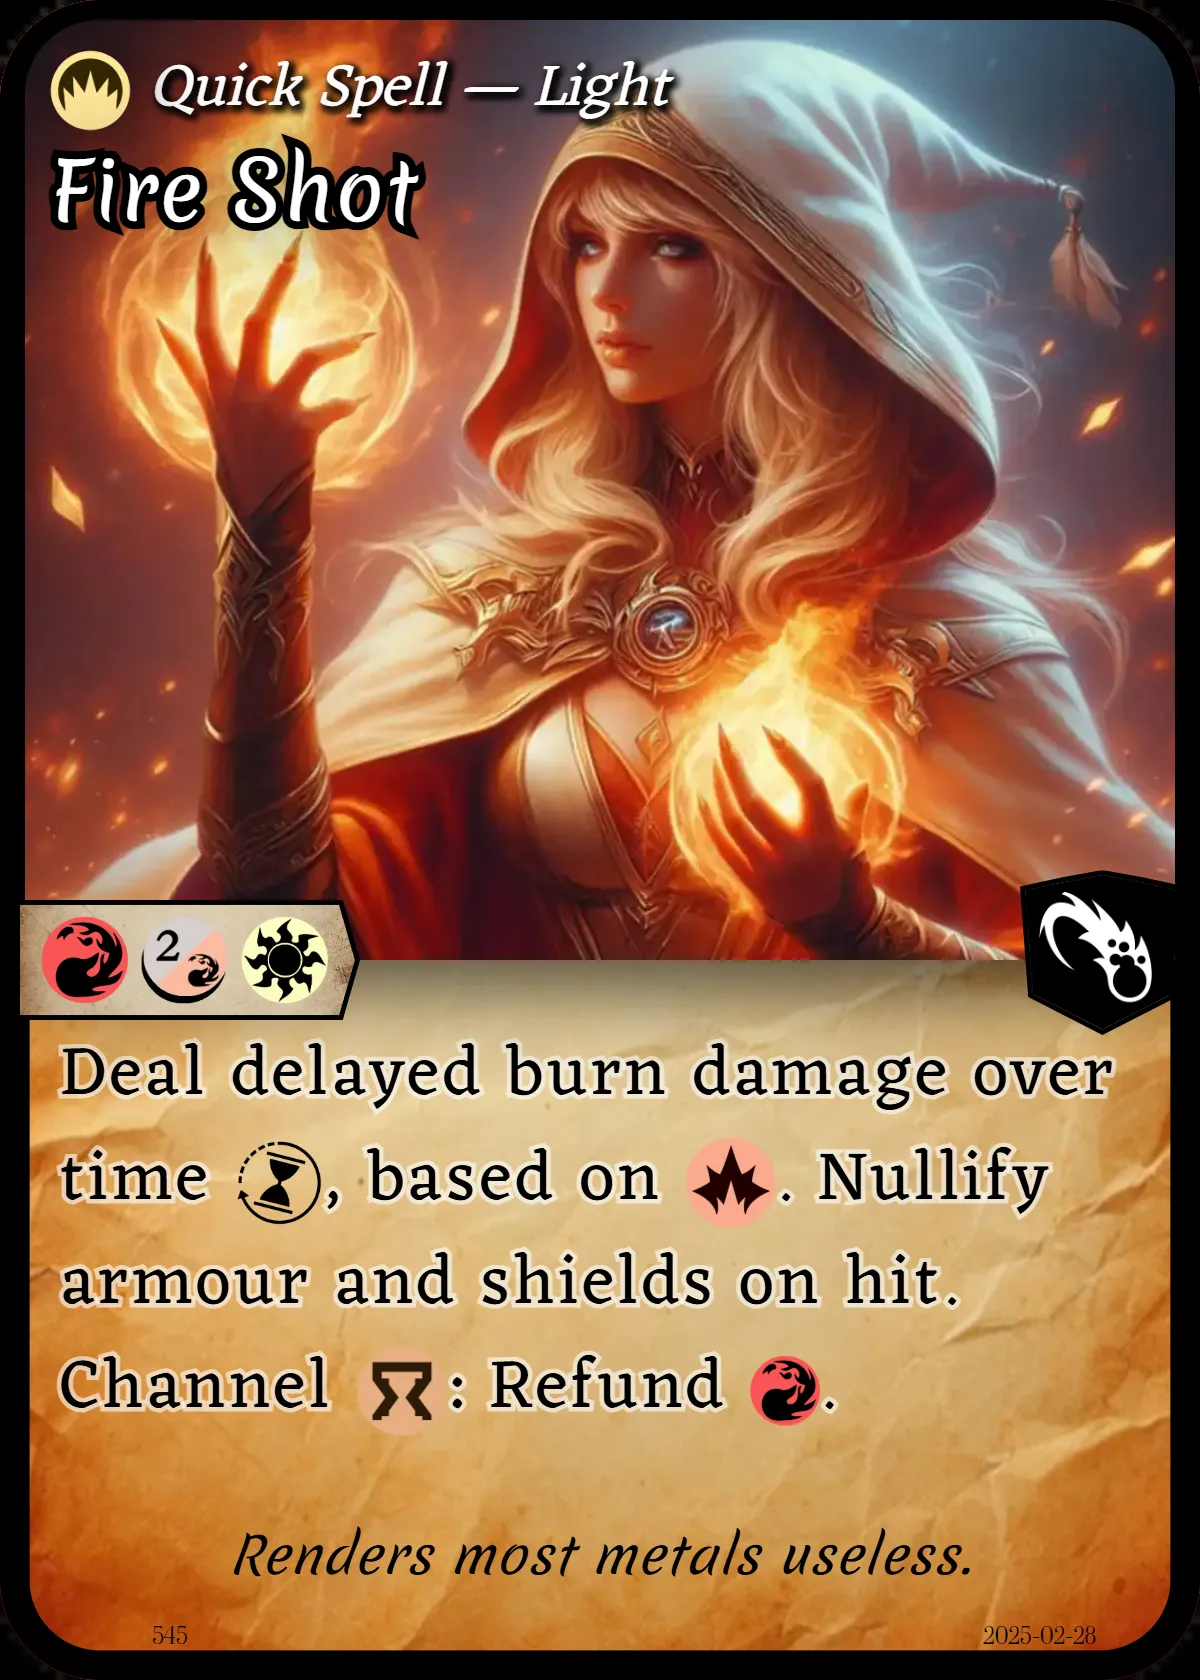 Quick Spell — Light
Fire Shot
2
Deal delayed burn damage over
time , based on . Nullify
armour and shields on hit.
Channel : Refund .
Renders most metals useless.
545
2025-02-28